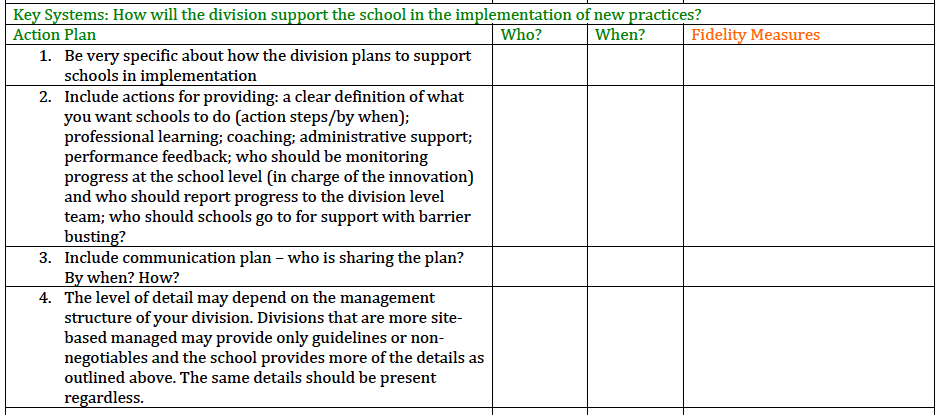 Key Systems: How will the division support the school in the implementation of new practices?
Action Plan Who? When? Fidelity Measures
1. Be very specific about how the division plans to support
schools in implementation
2. Include actions for providing: a clear definition of what
you want schools to do (action steps/by when);
professional learning; coaching; administrative support;
performance feedback; who should be monitoring
progress at the school level (in charge of the innovation)
and who should report progress to the division level
team; who should schools go to for support with barrier
busting?
3. Include communication plan – who is sharing the plan?
By when? How?
4. The level of detail may depend on the management
structure of your division. Divisions that are more site-
based managed may provide only guidelines or non-
negotiables and the school provides more of the details as
outlined above. The same details should be present
regardless.